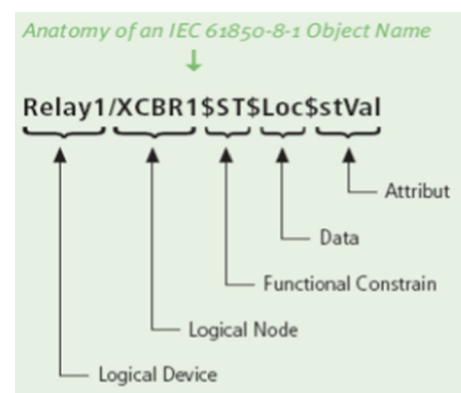 Anatomy of an IEC 61850-8-1 Object Name
Relay1/XCBR1$ST$Loc$stVal
Attribut
Data
Functional Constrain
Logical Node
Logical Device